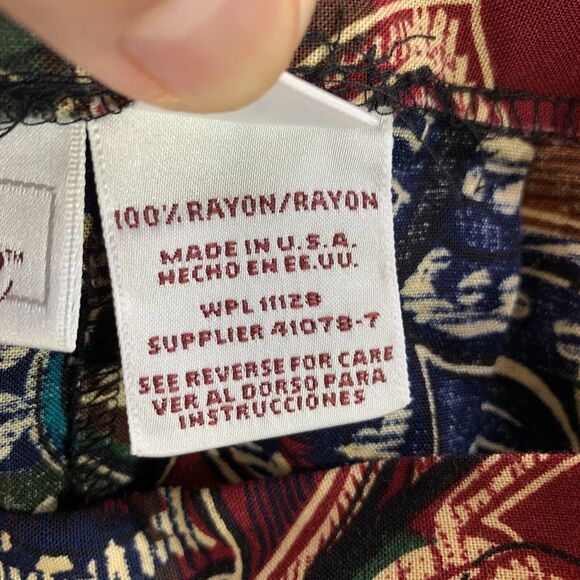 100% RAYON/RAYON
MADE IN U.S.A.
HECHO EN EE.UU.
WPL 11128
SUPPLIER 41078-7
SEE REVERSE FOR CARE
VER AL DORSO PARA
INSTRUCCIONES
TM